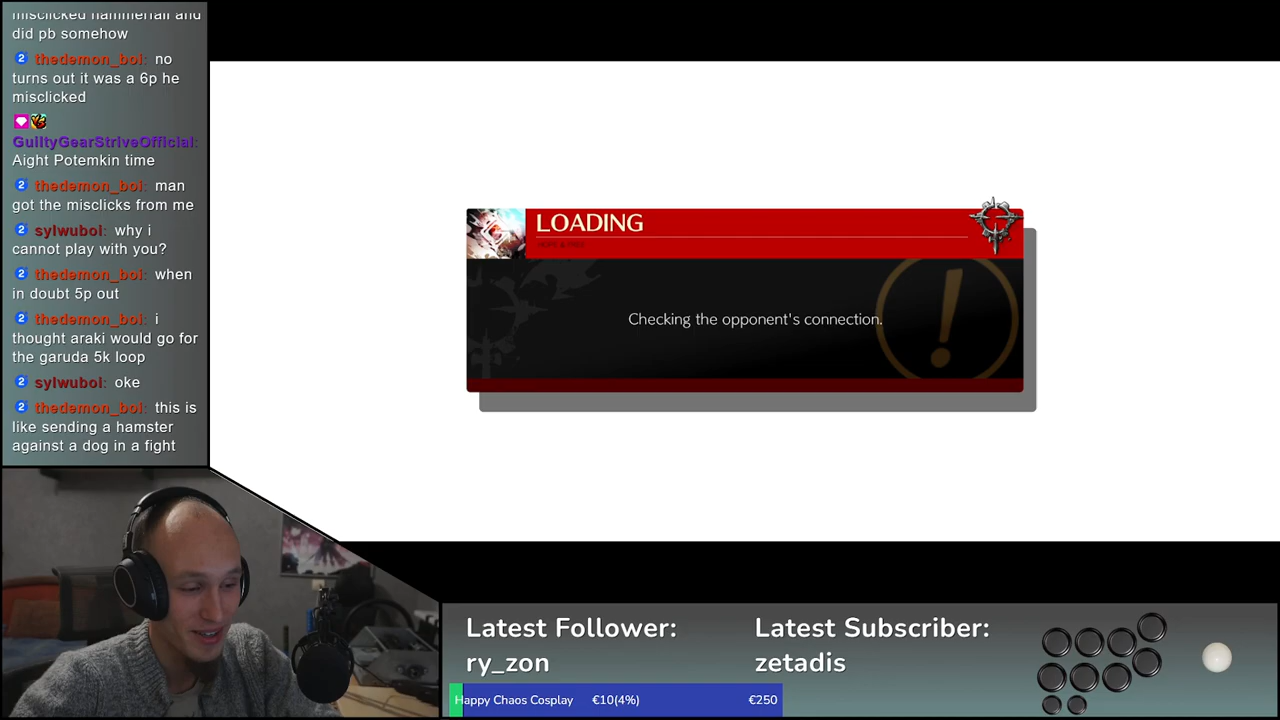 misclicked hammerfall and
did pb somehow
thedemon_boi: no
turns out it was a 6p he
misclicked
GuiltyGearStriveOfficial:
Aight Potemkin time
thedemon_boi: man
got the misclicks from me
sylwuboi: why i
cannot play with you?
thedemon_boi: when
in doubt 5p out
thedemon_boi: i
thought araki would go for
the garuda 5k loop
sylwuboi: oke
thedemon_boi: this is
like sending a hamster
against a dog in a fight
LOADING
Checking the opponent's connection.
Latest Follower:
ry_zon
Latest Subscriber:
zetadis
Happy Chaos Cosplay €10(4%) €250